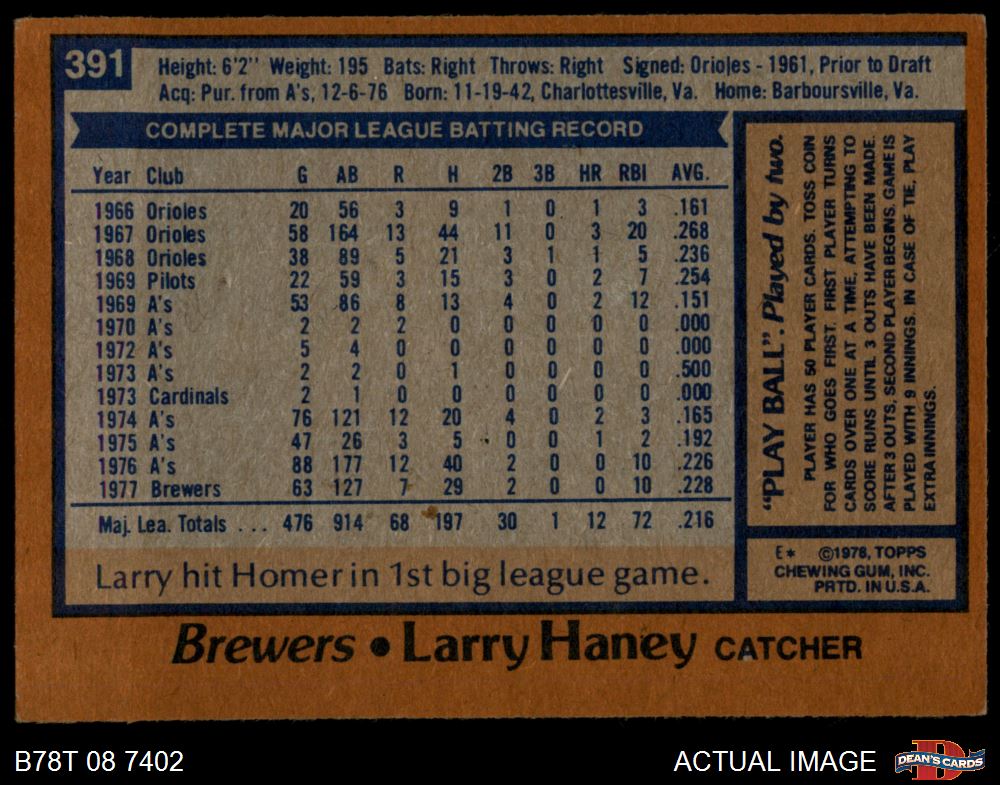 391
Height: 6'2'' Weight: 195 Bats: Right Throws: Right Signed: Orioles - 1961, Prior to Draft
Acq: Pur. from A's, 12-6-76 Born: 11-19-42, Charlottesville, Va. Home: Barboursville, Va.
COMPLETE MAJOR LEAGUE BATTING RECORD
Year Club G AB R H 2B 3B HR RBI AVG.
1966 Orioles 20 56 3 9 1 0 1 3 .161
1967 Orioles 58 164 13 44 11 0 3 20 .268
1968 Orioles 38 89 5 21 3 1 1 5 .236
1969 Pilots 22 59 3 15 3 0 2 7 .254
1969 A's 53 86 8 13 4 0 2 12 .151
1970 A's 2 2 2 0 0 0 0 0 .000
1972 A's 5 4 0 0 0 0 0 0 .000
1973 A's 2 2 0 1 0 0 0 0 .500
1973 Cardinals 2 1 0 0 0 0 0 0 .000
1974 A's 76 121 12 20 4 0 2 3 .165
1975 A's 47 26 3 5 0 0 1 2 .192
1976 A's 88 177 12 40 2 0 0 10 .226
1977 Brewers 63 127 7 29 2 0 0 10 .228
Maj. Lea. Totals . . . 476 914 68 197 30 1 12 72 .216
Larry hit Homer in 1st big league game.
"PLAY BALL". Played by two.
PLAYER HAS 50 PLAYER CARDS. TOSS COIN
FOR WHO GOES FIRST. FIRST PLAYER TURNS
CARDS OVER ONE AT A TIME, ATTEMPTING TO
SCORE RUNS UNTIL 3 OUTS HAVE BEEN MADE.
AFTER 3 OUTS, SECOND PLAYER BEGINS. GAME IS
PLAYED WITH 9 INNINGS. IN CASE OF TIE, PLAY
EXTRA INNINGS.
E* ©1978, TOPPS
CHEWING GUM, INC.
PRTD. IN U.S.A.
Brewers • Larry Haney CATCHER
B78T 08 7402
ACTUAL IMAGE
D
DEAN'S CARDS